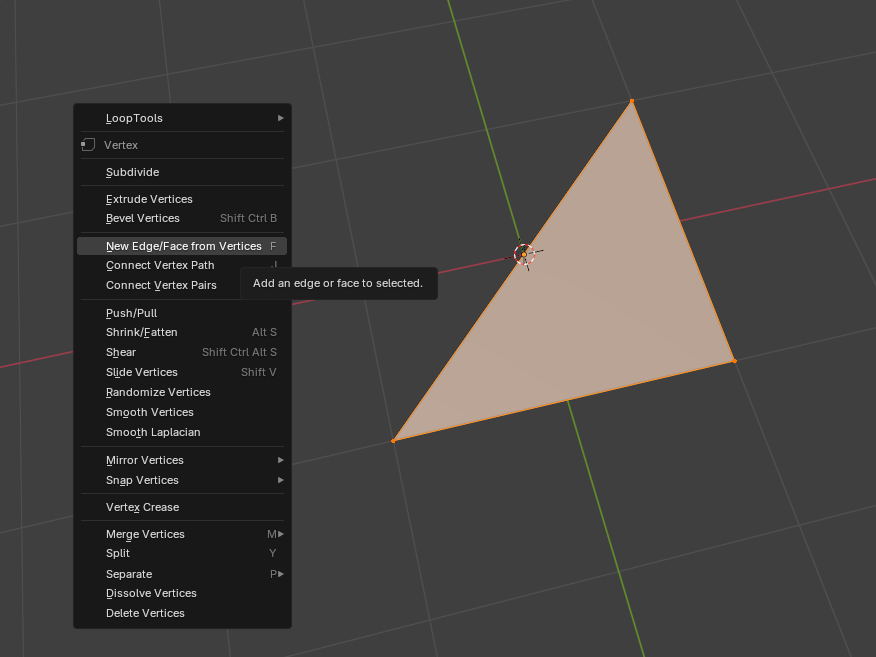 LoopTools
Vertex
Subdivide
Extrude Vertices
Bevel Vertices Shift Ctrl B
New Edge/Face from Vertices F
Connect Vertex Path J
Connect Vertex Pairs
Add an edge or face to selected.
Push/Pull
Shrink/Fatten Alt S
Shear Shift Ctrl Alt S
Slide Vertices Shift V
Randomize Vertices
Smooth Vertices
Smooth Laplacian
Mirror Vertices
Snap Vertices
Vertex Crease
Merge Vertices M
Split Y
Separate P
Dissolve Vertices
Delete Vertices